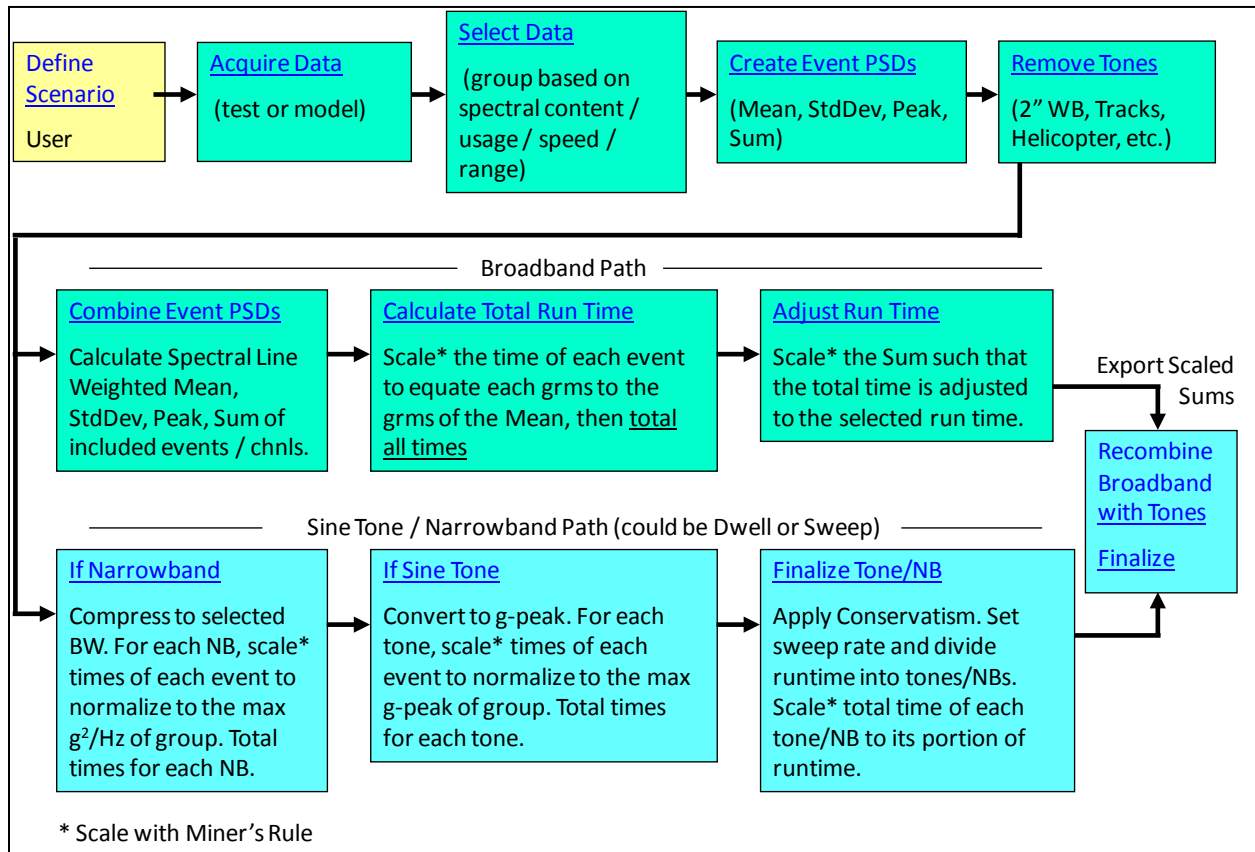 Define
Scenario
User
Acquire Data
(test or model)
Select Data
(group based on
spectral content /
usage / speed /
range)
Create Event PSDs
(Mean, StdDev, Peak,
Sum)
Remove Tones
(2” WB, Tracks,
Helicopter, etc.)
Broadband Path
Combine Event PSDs
Calculate Spectral Line
Weighted Mean,
StdDev, Peak, Sum of
included events / chnls.
Calculate Total Run Time
Scale* the time of each event
to equate each grms to the
grms of the Mean, then total
all times
Adjust Run Time
Scale* the Sum such that
the total time is adjusted
to the selected run time.
Export Scaled
Sums
Recombine
Broadband
with Tones
Finalize
Sine Tone / Narrowband Path (could be Dwell or Sweep)
If Narrowband
Compress to selected
BW. For each NB, scale*
times of each event to
normalize to the max
g²/Hz of group. Total
times for each NB.
If Sine Tone
Convert to g-peak. For each
tone, scale* times of each
event to normalize to the max
g-peak of group. Total times
for each tone.
Finalize Tone/NB
Apply Conservatism. Set
sweep rate and divide
runtime into tones/NBs.
Scale* total time of each
tone/NB to its portion of
runtime.
* Scale with Miner’s Rule